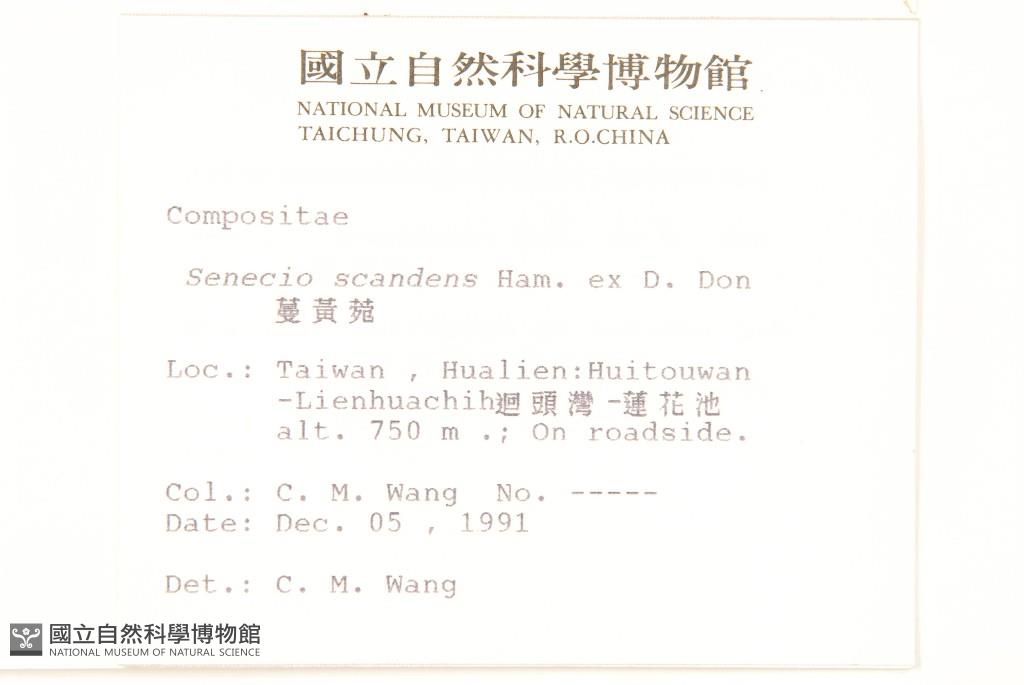 國立自然科學博物館
NATIONAL MUSEUM OF NATURAL SCIENCE
TAICHUNG, TAIWAN, R.O.CHINA
Compositae
Senecio scandens Ham. ex D. Don
蔓黃菀
Loc.: Taiwan , Hualien:Huitouwan
-Lienhuachih迴頭灣-蓮花池
alt. 750 m .; On roadside.
Col.: C. M. Wang No. -----
Date: Dec. 05 , 1991
Det.: C. M. Wang
國立自然科學博物館
NATIONAL MUSEUM OF NATURAL SCIENCE